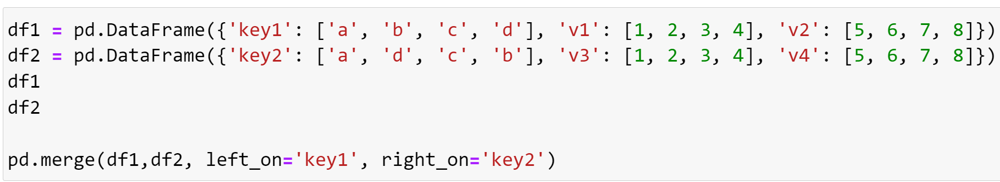 df1 = pd.DataFrame({'key1': ['a', 'b', 'c', 'd'], 'v1': [1, 2, 3, 4], 'v2': [5, 6, 7, 8]})
df2 = pd.DataFrame({'key2': ['a', 'd', 'c', 'b'], 'v3': [1, 2, 3, 4], 'v4': [5, 6, 7, 8]})
df1
df2
pd.merge(df1,df2, left_on='key1', right_on='key2')